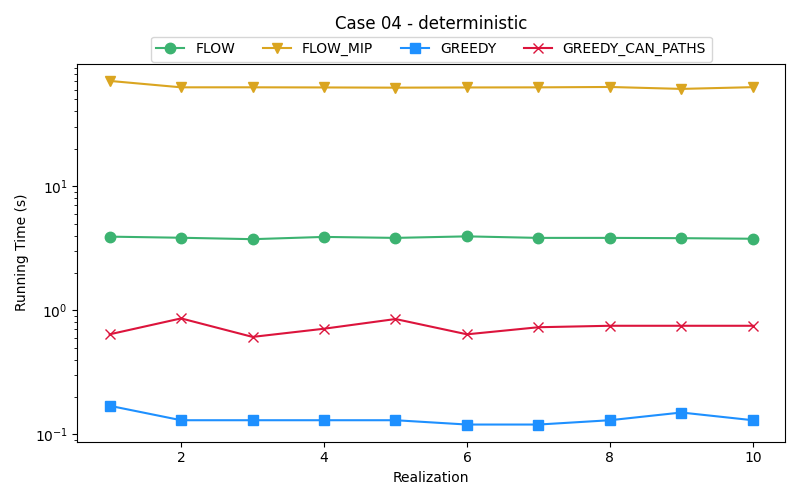 Case 04 - deterministic
FLOW FLOW_MIP GREEDY GREEDY_CAN_PATHS
10¹
10⁰
10⁻¹
Running Time (s)
2 4 6 8 10
Realization